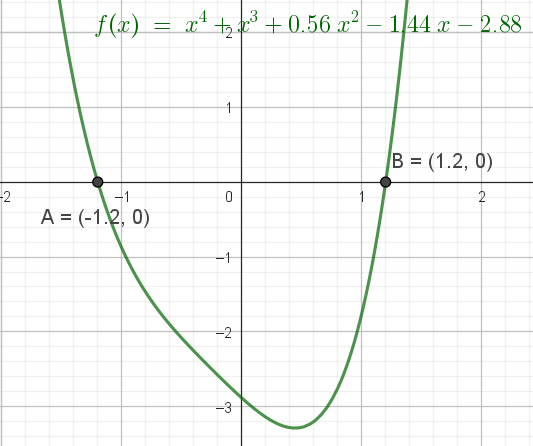 f(x) = x⁴ + x³ + 0.56 x² − 1.44 x − 2.88
2
1
B = (1.2, 0)
-2 −1 0 1 2
A = (-1.2, 0)
−1
−2
−3